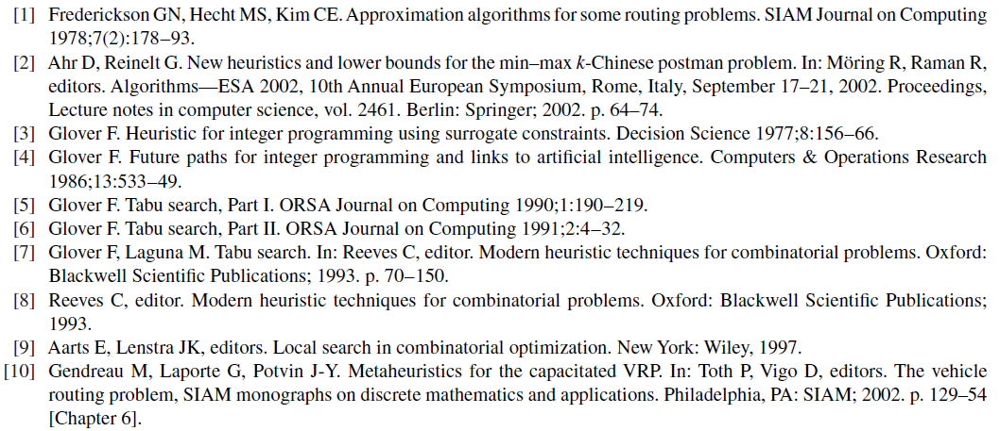 [1] Frederickson GN, Hecht MS, Kim CE. Approximation algorithms for some routing problems. SIAM Journal on Computing
1978;7(2):178–93.
[2] Ahr D, Reinelt G. New heuristics and lower bounds for the min–max k-Chinese postman problem. In: Möring R, Raman R,
editors. Algorithms—ESA 2002, 10th Annual European Symposium, Rome, Italy, September 17–21, 2002. Proceedings,
Lecture notes in computer science, vol. 2461. Berlin: Springer; 2002. p. 64–74.
[3] Glover F. Heuristic for integer programming using surrogate constraints. Decision Science 1977;8:156–66.
[4] Glover F. Future paths for integer programming and links to artificial intelligence. Computers & Operations Research
1986;13:533–49.
[5] Glover F. Tabu search, Part I. ORSA Journal on Computing 1990;1:190–219.
[6] Glover F. Tabu search, Part II. ORSA Journal on Computing 1991;2:4–32.
[7] Glover F, Laguna M. Tabu search. In: Reeves C, editor. Modern heuristic techniques for combinatorial problems. Oxford:
Blackwell Scientific Publications; 1993. p. 70–150.
[8] Reeves C, editor. Modern heuristic techniques for combinatorial problems. Oxford: Blackwell Scientific Publications;
1993.
[9] Aarts E, Lenstra JK, editors. Local search in combinatorial optimization. New York: Wiley, 1997.
[10] Gendreau M, Laporte G, Potvin J-Y. Metaheuristics for the capacitated VRP. In: Toth P, Vigo D, editors. The vehicle
routing problem, SIAM monographs on discrete mathematics and applications. Philadelphia, PA: SIAM; 2002. p. 129–54
[Chapter 6].